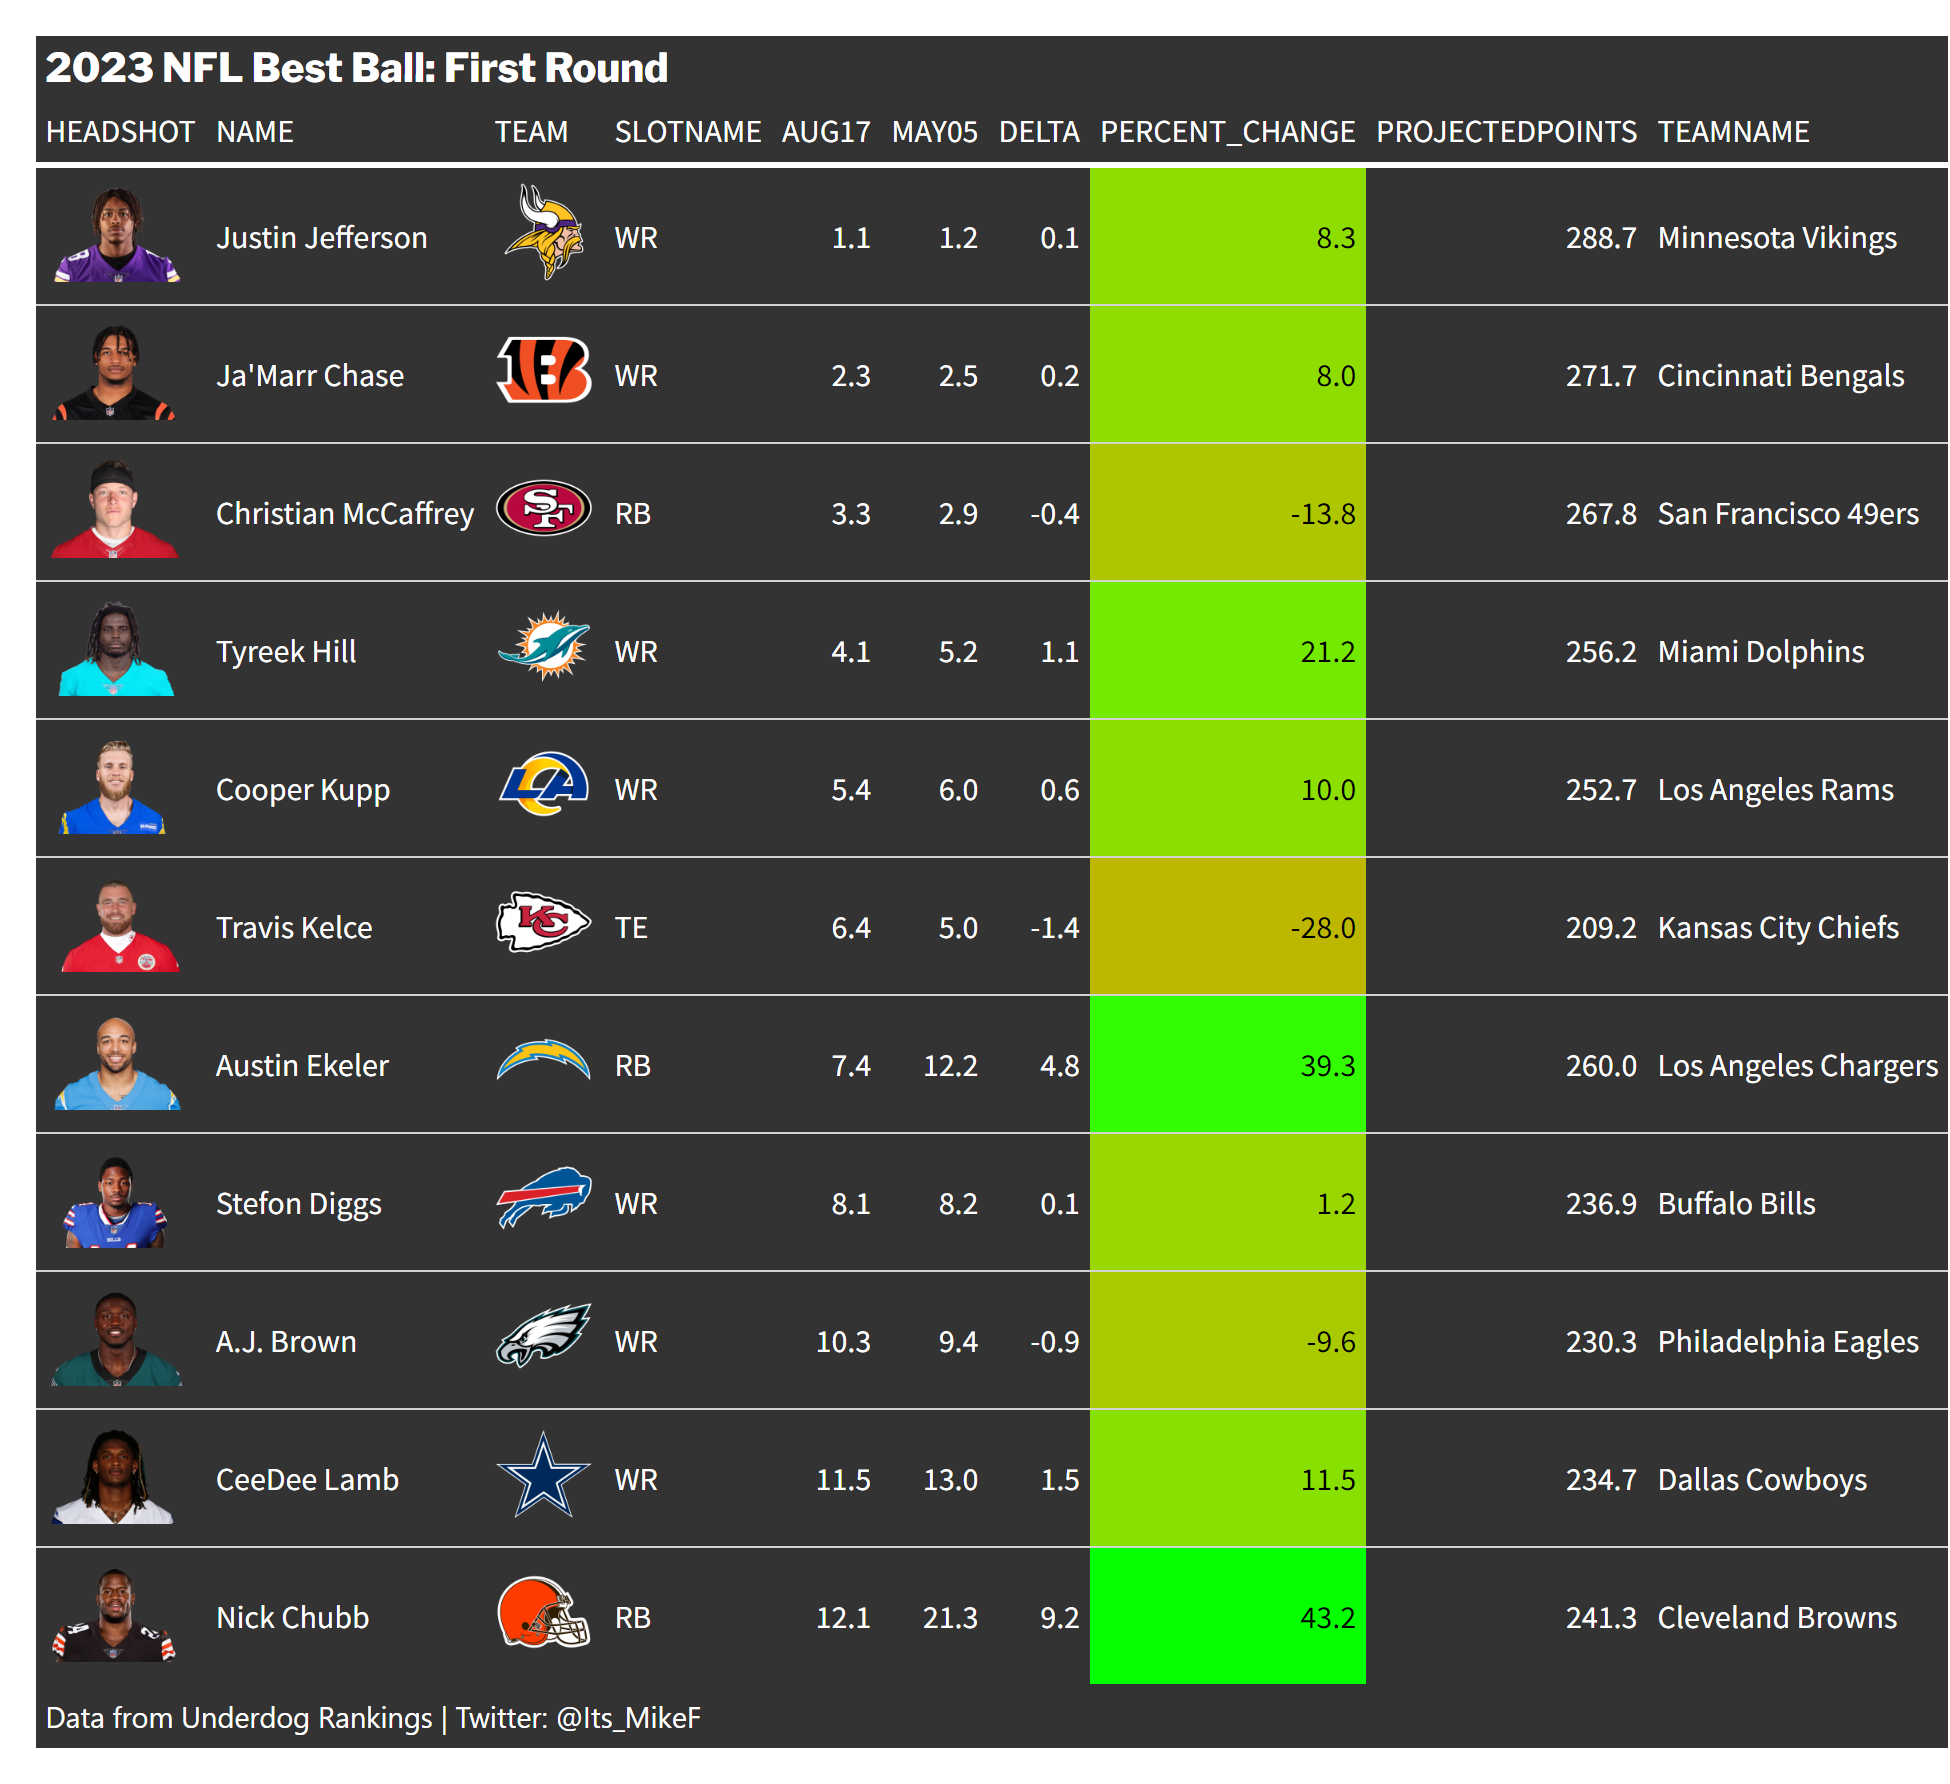 2023 NFL Best Ball: First Round
HEADSHOT NAME TEAM SLOTNAME AUG17 MAY05 DELTA PERCENT_CHANGE PROJECTEDPOINTS TEAMNAME
Justin Jefferson WR 1.1 1.2 0.1 8.3 288.7 Minnesota Vikings
Ja'Marr Chase WR 2.3 2.5 0.2 8.0 271.7 Cincinnati Bengals
Christian McCaffrey SF RB 3.3 2.9 -0.4 -13.8 267.8 San Francisco 49ers
Tyreek Hill WR 4.1 5.2 1.1 21.2 256.2 Miami Dolphins
Cooper Kupp LA WR 5.4 6.0 0.6 10.0 252.7 Los Angeles Rams
Travis Kelce KC TE 6.4 5.0 -1.4 -28.0 209.2 Kansas City Chiefs
Austin Ekeler RB 7.4 12.2 4.8 39.3 260.0 Los Angeles Chargers
Stefon Diggs WR 8.1 8.2 0.1 1.2 236.9 Buffalo Bills
A.J. Brown WR 10.3 9.4 -0.9 -9.6 230.3 Philadelphia Eagles
CeeDee Lamb WR 11.5 13.0 1.5 11.5 234.7 Dallas Cowboys
Nick Chubb RB 12.1 21.3 9.2 43.2 241.3 Cleveland Browns
Data from Underdog Rankings | Twitter: @Its_MikeF